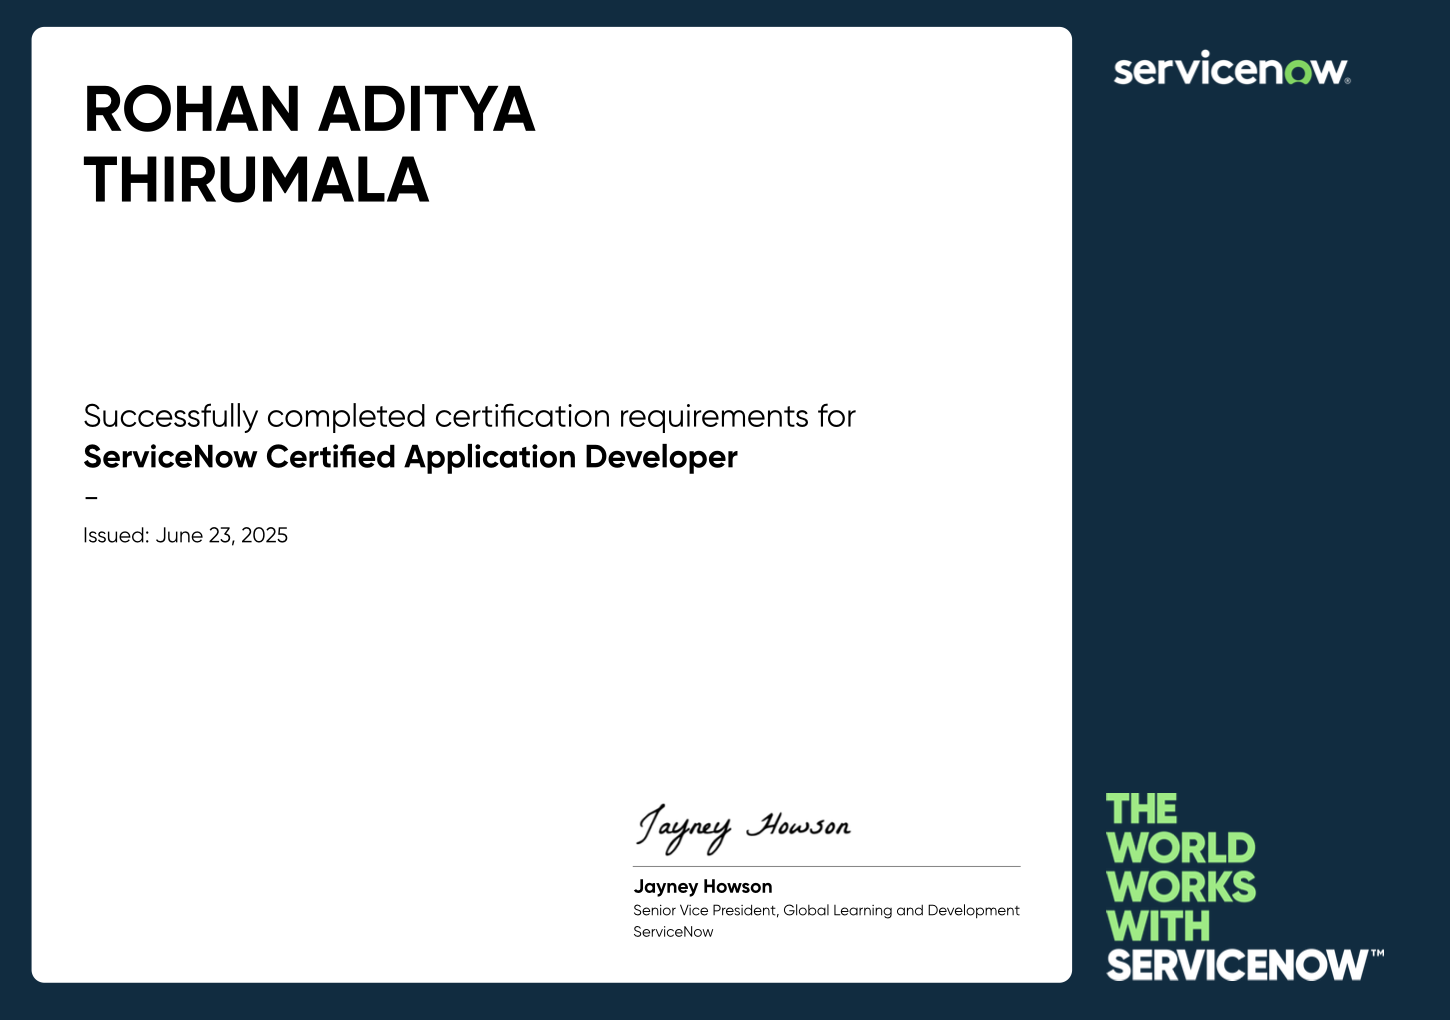 ROHAN ADITYA
THIRUMALA
Successfully completed certification requirements for
ServiceNow Certified Application Developer
–
Issued: June 23, 2025
Jayney Howson
Jayney Howson
Senior Vice President, Global Learning and Development
ServiceNow
servicenow®
THE
WORLD
WORKS
WITH
SERVICENOW™